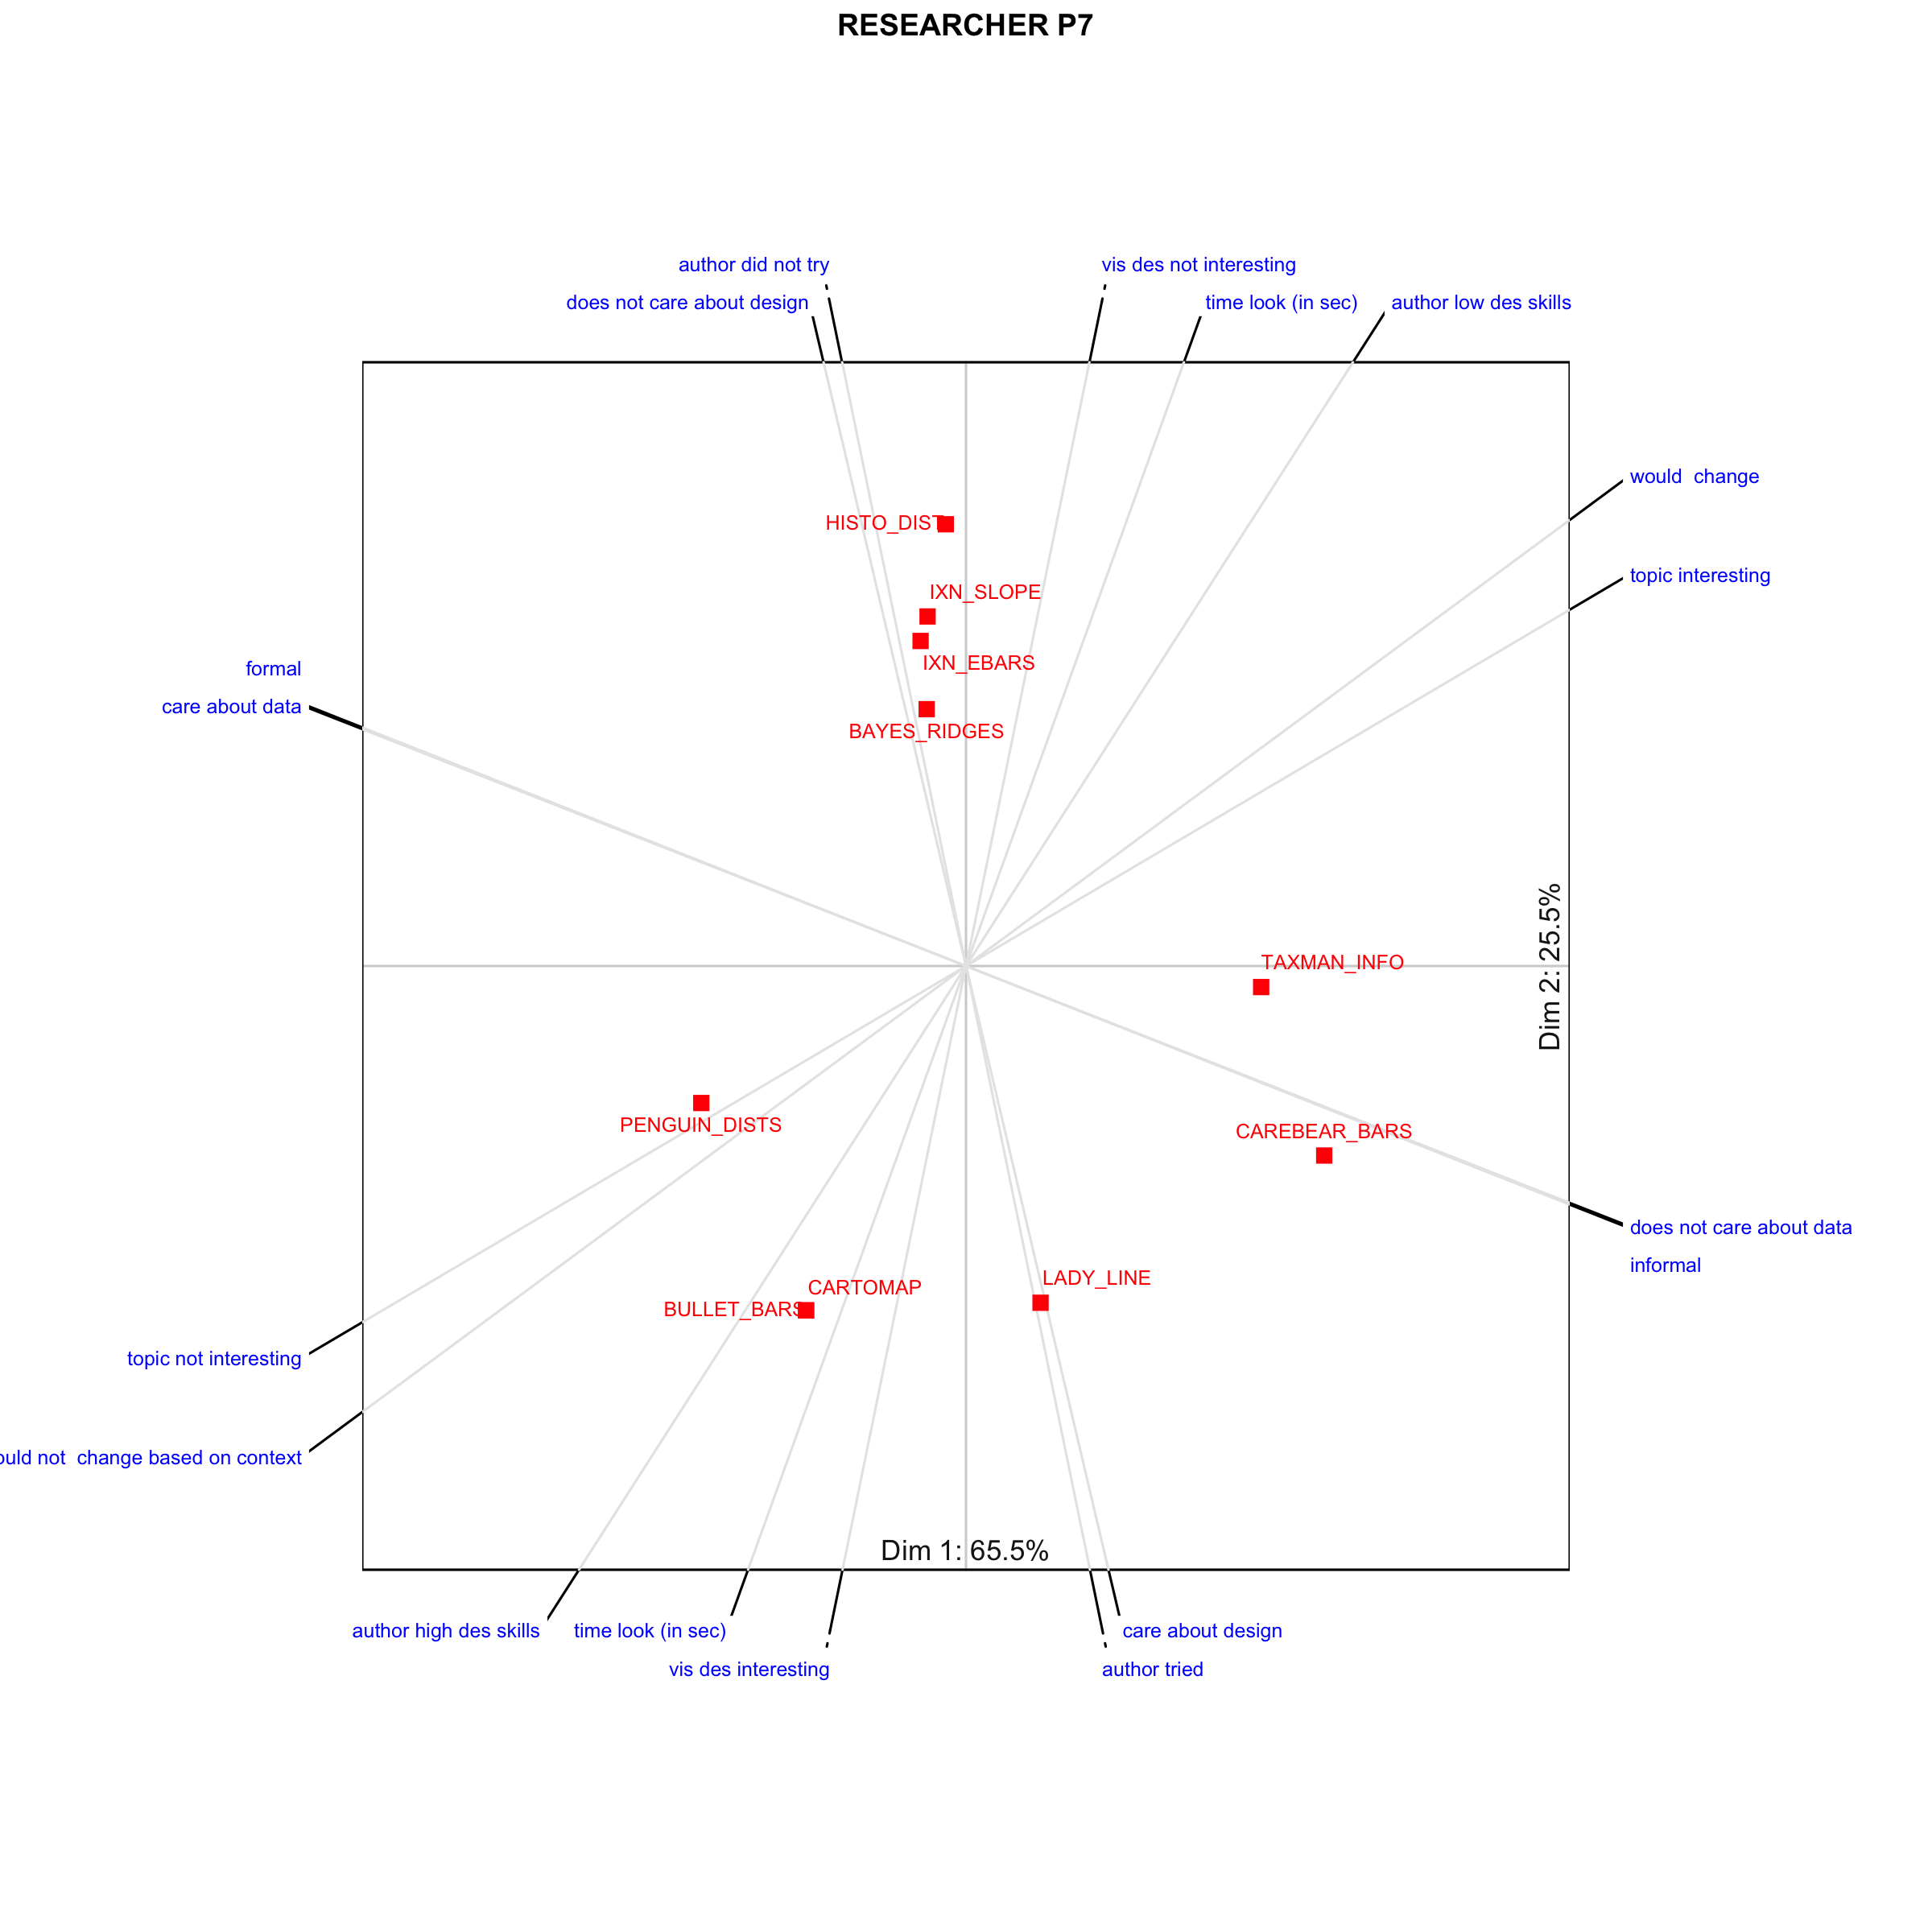 RESEARCHER P7
author did not try
vis des not interesting
does not care about design
time look (in sec)
author low des skills
would  change
HISTO_DIST
topic interesting
IXN_SLOPE
IXN_EBARS
formal
care about data
BAYES_RIDGES
Dim 2: 25.5%
TAXMAN_INFO
PENGUIN_DISTS
CAREBEAR_BARS
does not care about data
informal
LADY_LINE
CARTOMAP
BULLET_BARS
topic not interesting
not  change based on context
Dim 1: 65.5%
author high des skills
time look (in sec)
care about design
vis des interesting
author tried